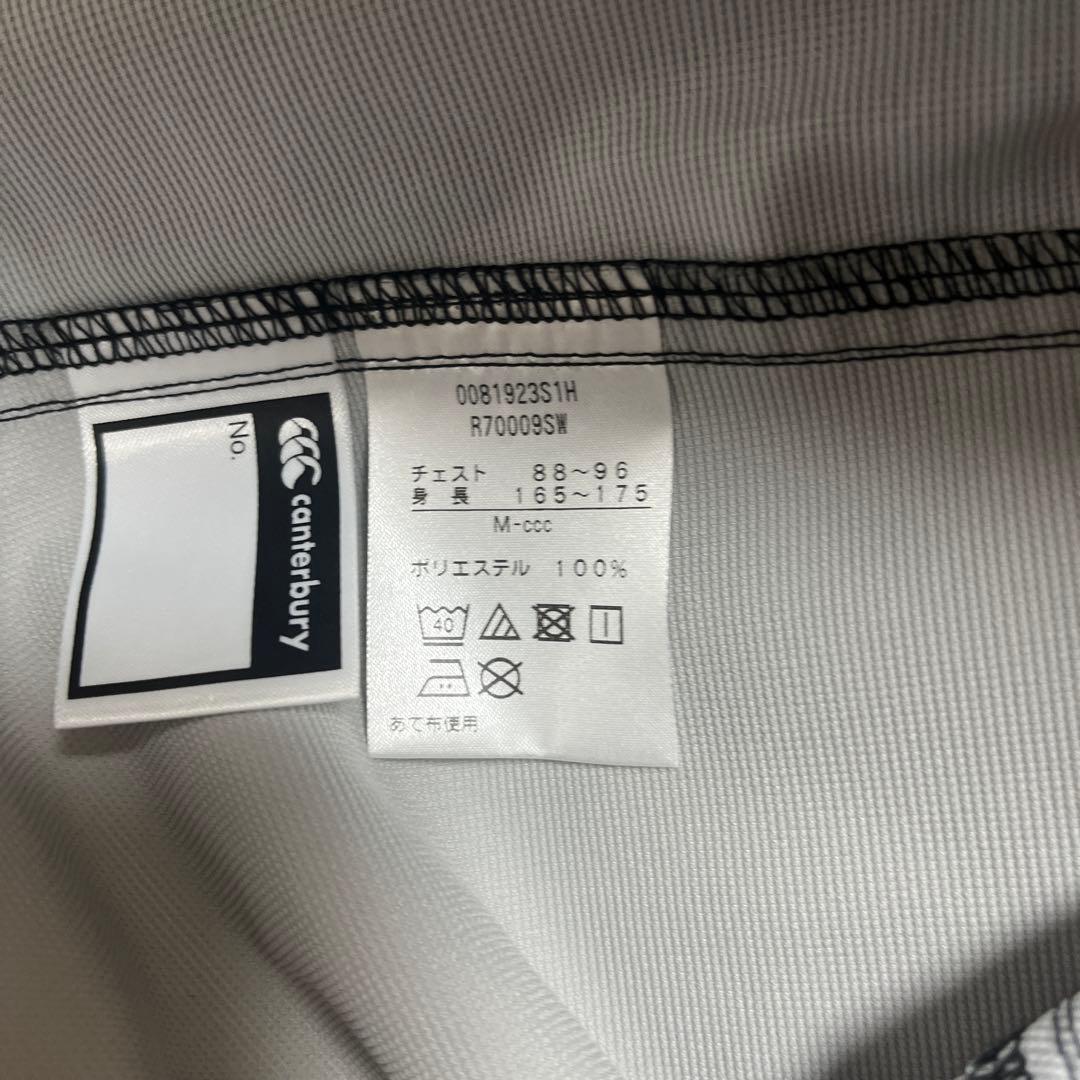 No.
canterbury
0081923S1H
R70009SW
チェスト 88~96
身長 165~175
M-ccc
ポリエステル 100%
40
あて布使用